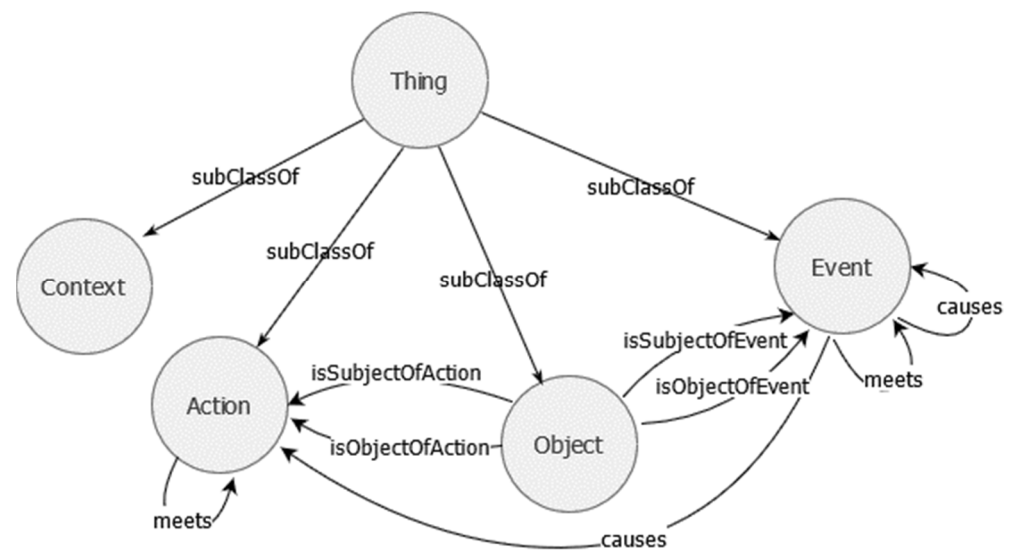 Thing
subClassOf
subClassOf
subClassOf
subClassOf
Context
Event
causes
isSubjectOfEvent
isSubjectOfAction
meets
isObjectOfEvent
Action
isObjectOfAction
Object
meets
causes